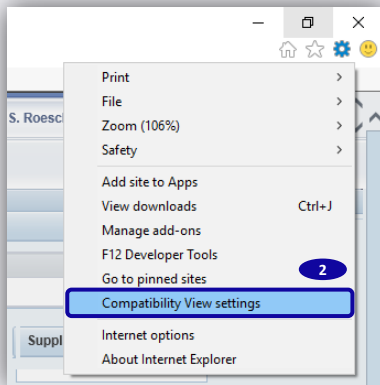 S. Roesc
Print
File
Zoom (106%)
Safety
Add site to Apps
View downloads Ctrl+J
Manage add-ons
F12 Developer Tools
Go to pinned sites
2
Compatibility View settings
Internet options
Suppl
About Internet Explorer